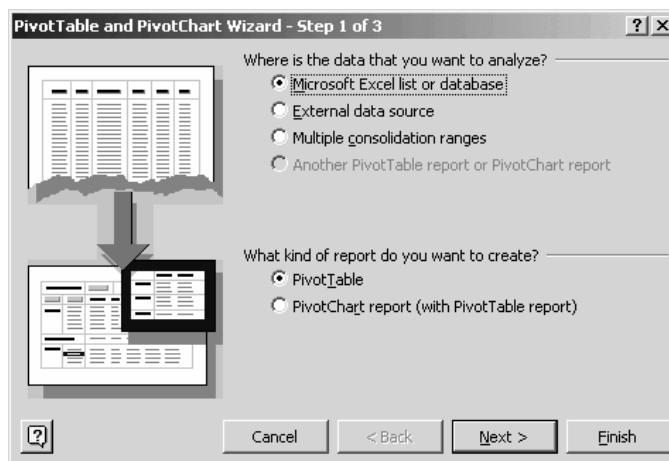 PivotTable and PivotChart Wizard - Step 1 of 3
Where is the data that you want to analyze?
Microsoft Excel list or database
External data source
Multiple consolidation ranges
Another PivotTable report or PivotChart report
What kind of report do you want to create?
PivotTable
PivotChart report (with PivotTable report)
Cancel
< Back
Next >
Finish